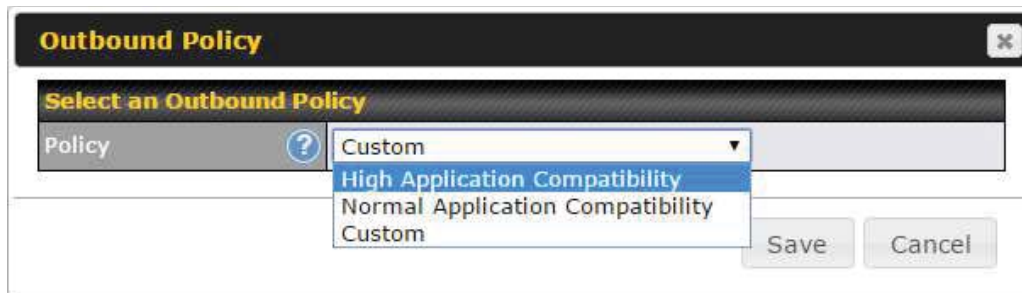 Outbound Policy
Select an Outbound Policy
Policy ? Custom
High Application Compatibility
Normal Application Compatibility
Custom
Save Cancel